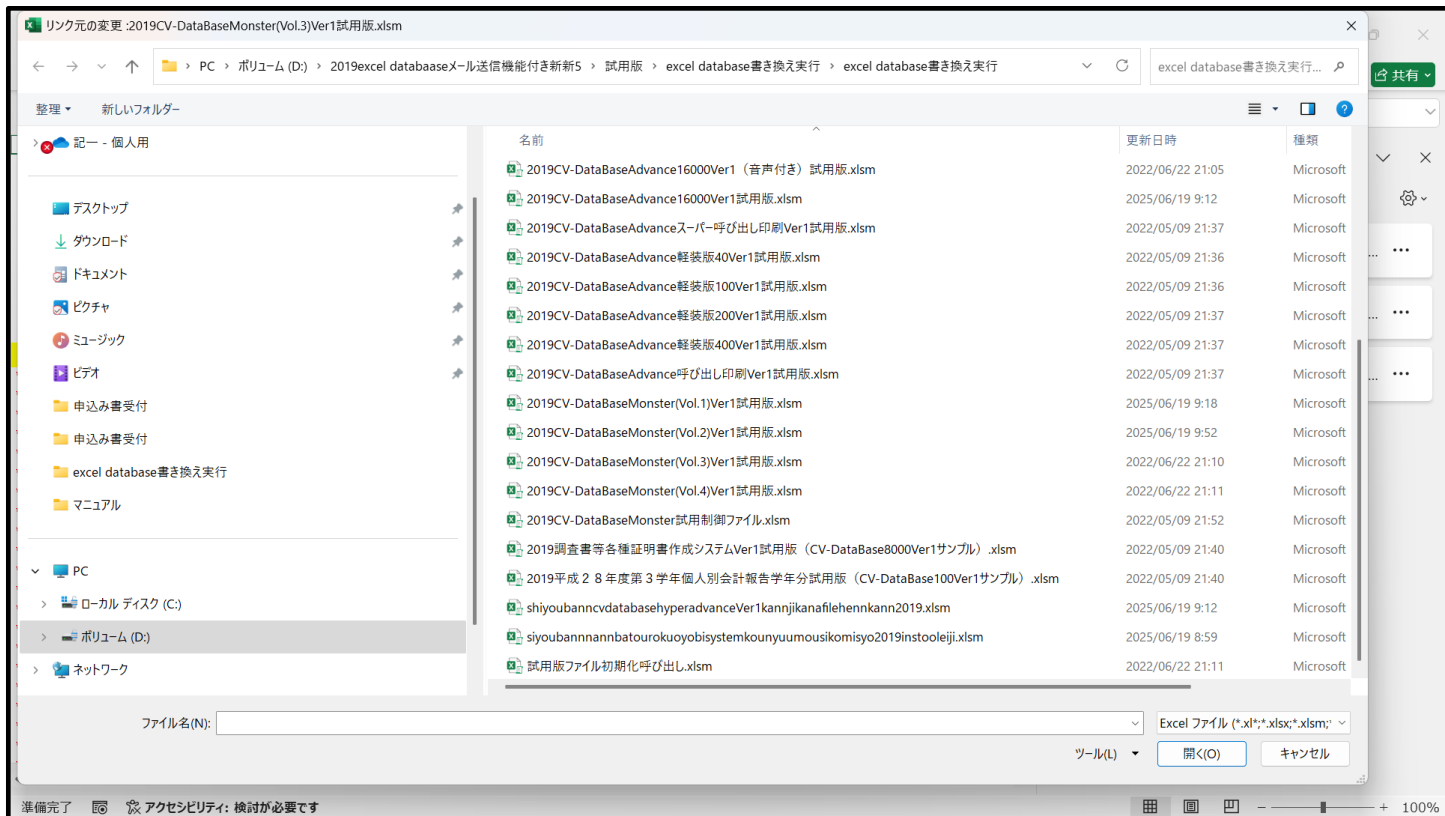 リンク元の変更 :2019CV-DataBaseMonster(Vol.3)Ver1試用版.xlsm
PC › ボリューム (D:) › 2019excel databaaseメール送信機能付き新新5 › 試用版 › excel database書き換え実行 › excel database書き換え実行
excel database書き換え実行...
共有
整理
新しいフォルダー
記一 - 個人用
デスクトップ
ダウンロード
ドキュメント
ピクチャ
ミュージック
ビデオ
申込み書受付
申込み書受付
excel database書き換え実行
マニュアル
PC
ローカル ディスク (C:)
ボリューム (D:)
ネットワーク
名前 更新日時 種類
2019CV-DataBaseAdvance16000Ver1（音声付き）試用版.xlsm 2022/06/22 21:05 Microsoft
2019CV-DataBaseAdvance16000Ver1試用版.xlsm 2025/06/19 9:12 Microsoft
2019CV-DataBaseAdvanceスーパー呼び出し印刷Ver1試用版.xlsm 2022/05/09 21:37 Microsoft
2019CV-DataBaseAdvance軽装版40Ver1試用版.xlsm 2022/05/09 21:36 Microsoft
2019CV-DataBaseAdvance軽装版100Ver1試用版.xlsm 2022/05/09 21:36 Microsoft
2019CV-DataBaseAdvance軽装版200Ver1試用版.xlsm 2022/05/09 21:37 Microsoft
2019CV-DataBaseAdvance軽装版400Ver1試用版.xlsm 2022/05/09 21:37 Microsoft
2019CV-DataBaseAdvance呼び出し印刷Ver1試用版.xlsm 2022/05/09 21:37 Microsoft
2019CV-DataBaseMonster(Vol.1)Ver1試用版.xlsm 2025/06/19 9:18 Microsoft
2019CV-DataBaseMonster(Vol.2)Ver1試用版.xlsm 2025/06/19 9:52 Microsoft
2019CV-DataBaseMonster(Vol.3)Ver1試用版.xlsm 2022/06/22 21:10 Microsoft
2019CV-DataBaseMonster(Vol.4)Ver1試用版.xlsm 2022/06/22 21:11 Microsoft
2019CV-DataBaseMonster試用制御ファイル.xlsm 2022/05/09 21:52 Microsoft
2019調査書等各種証明書作成システムVer1試用版（CV-DataBase8000Ver1サンプル）.xlsm 2022/05/09 21:40 Microsoft
2019平成２８年度第３学年個人別会計報告学年分試用版（CV-DataBase100Ver1サンプル）.xlsm 2022/05/09 21:40 Microsoft
shiyoubanncvdatabasehyperadvanceVer1kannjikanafilehennkann2019.xlsm 2025/06/19 9:12 Microsoft
siyoubannnannbatourokuoyobisystemkounyuumousikomisyo2019instooleiji.xlsm 2025/06/19 8:59 Microsoft
試用版ファイル初期化呼び出し.xlsm 2022/06/22 21:11 Microsoft
ファイル名(N):
Excel ファイル (*.xl*;*.xlsx;*.xlsm;
ツール(L)
開く(O)
キャンセル
準備完了
アクセシビリティ: 検討が必要です
100%